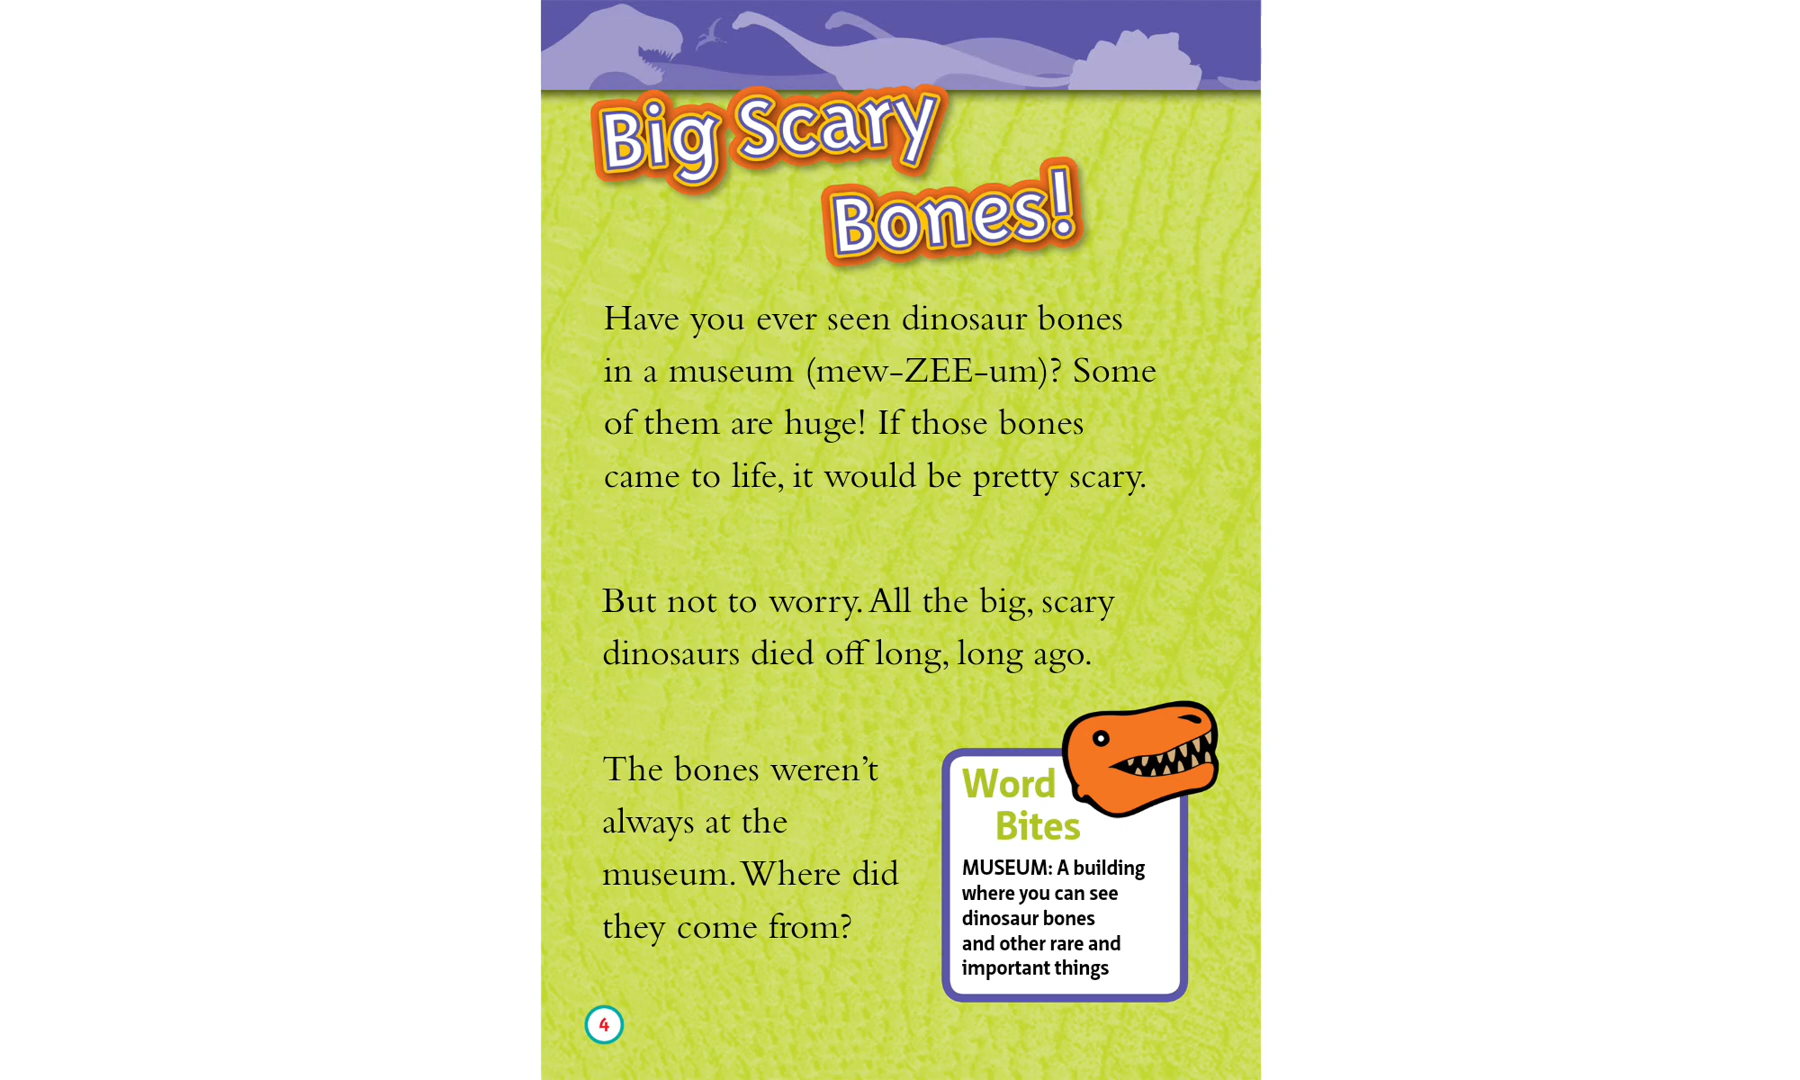 Big Scary
Bones!
Have you ever seen dinosaur bones
in a museum (mew-ZEE-um)? Some
of them are huge! If those bones
came to life, it would be pretty scary.
But not to worry. All the big, scary
dinosaurs died off long, long ago.
The bones weren’t
always at the
museum. Where did
they come from?
Word
Bites
MUSEUM: A building
where you can see
dinosaur bones
and other rare and
important things
4